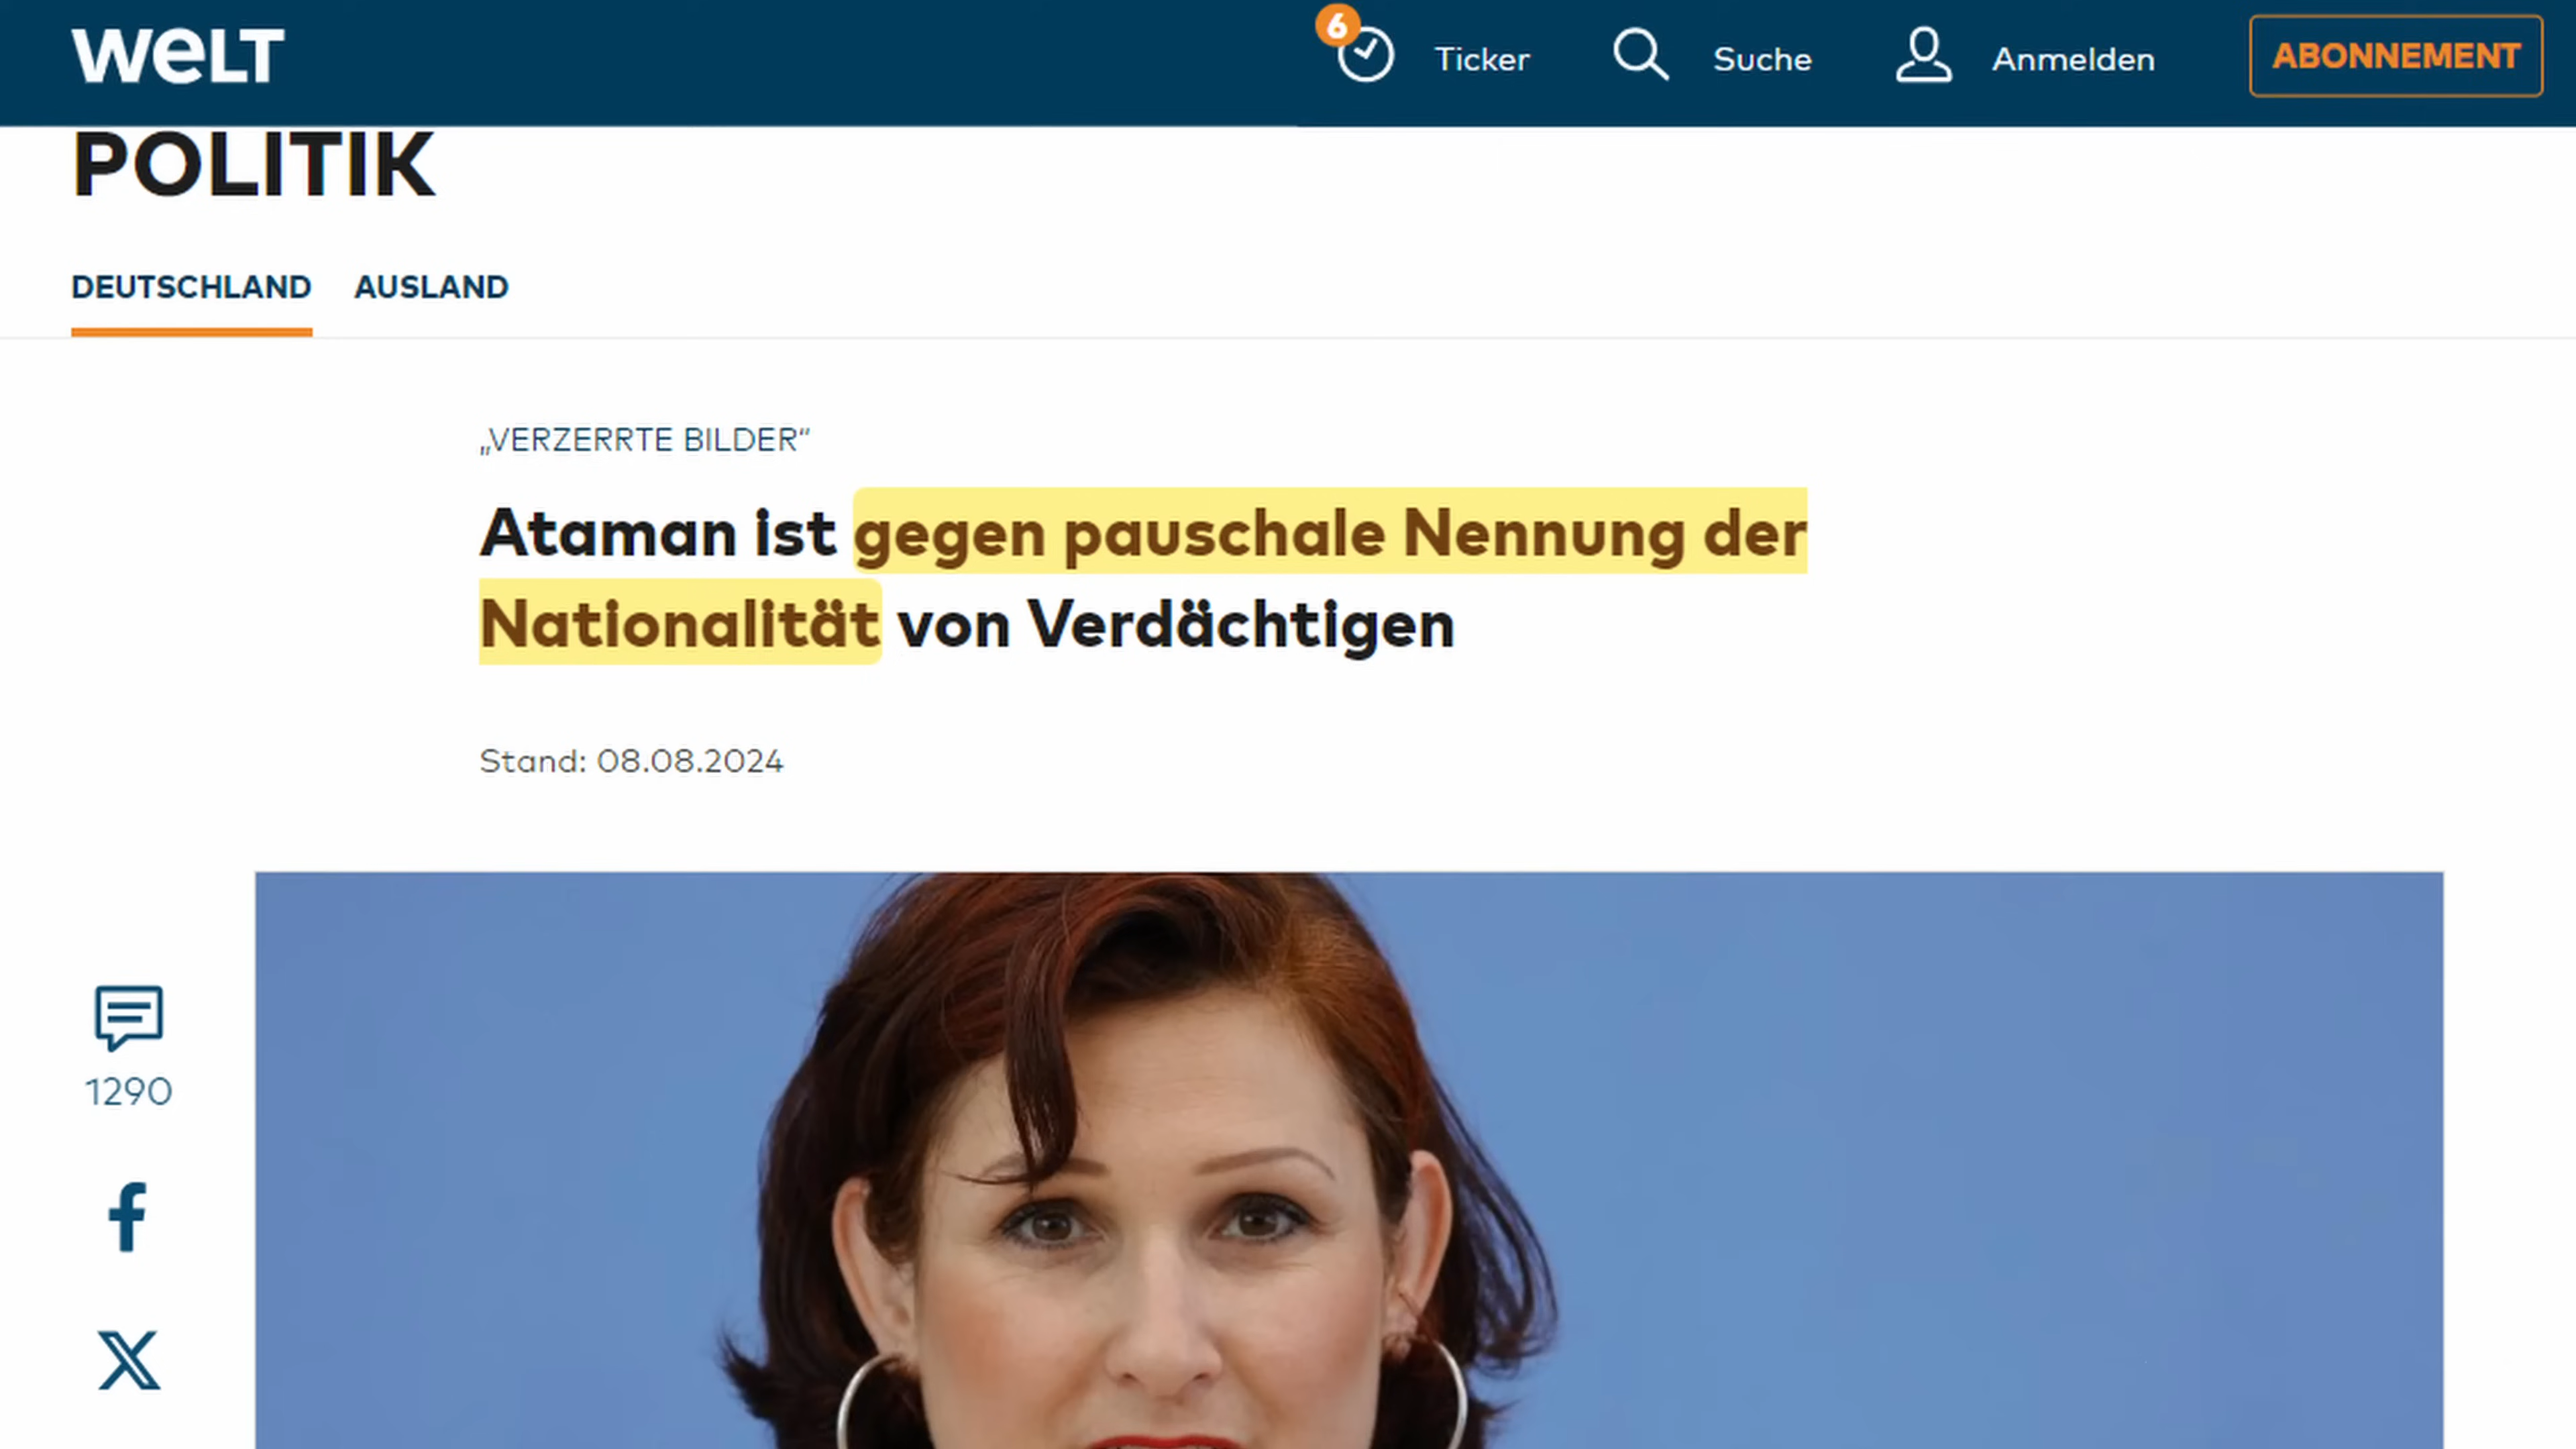 WELT
6
Ticker
Suche
Anmelden
ABONNEMENT
POLITIK
DEUTSCHLAND
AUSLAND
„VERZERRTE BILDER“
Ataman ist gegen pauschale Nennung der
Nationalität von Verdächtigen
Stand: 08.08.2024
1290